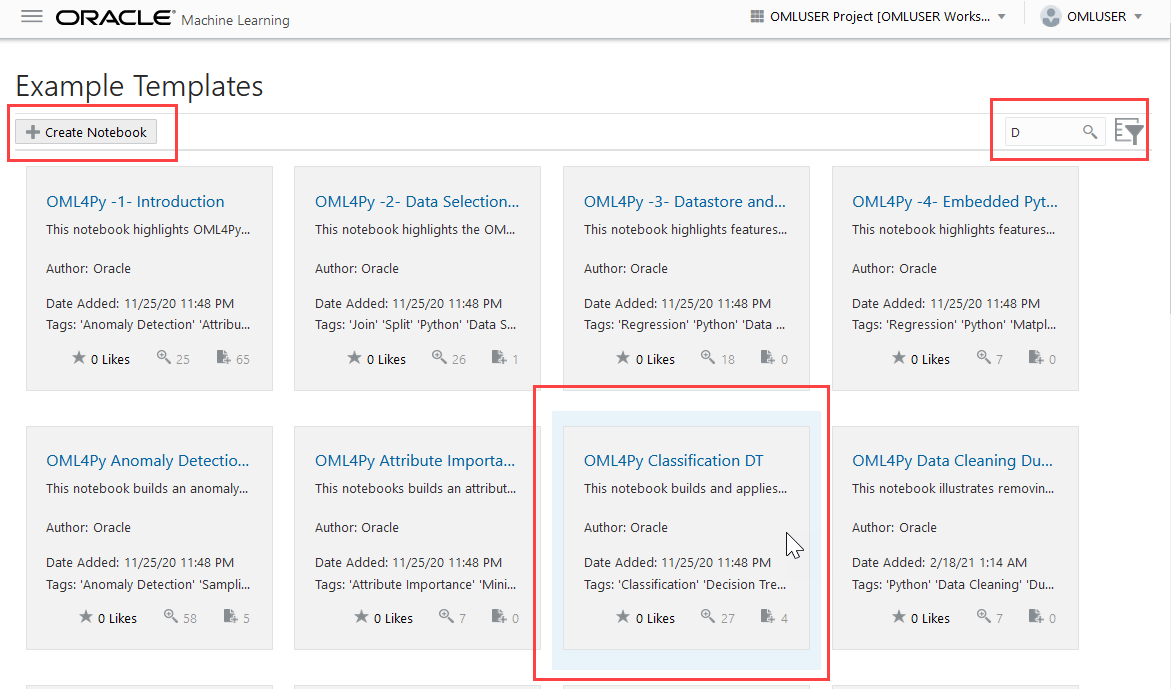 ORACLE® Machine Learning
OMLUSER Project [OMLUSER Works...
OMLUSER
Example Templates
Create Notebook
D
OML4Py -1- Introduction
This notebook highlights OML4Py...
Author: Oracle
Date Added: 11/25/20 11:48 PM
Tags: 'Anomaly Detection' 'Attribu...
0 Likes 25 65
OML4Py -2- Data Selection...
This notebook highlights the OM...
Author: Oracle
Date Added: 11/25/20 11:48 PM
Tags: 'Join' 'Split' 'Python' 'Data S...
0 Likes 26 1
OML4Py -3- Datastore and...
This notebook highlights features...
Author: Oracle
Date Added: 11/25/20 11:48 PM
Tags: 'Regression' 'Python' 'Data ...
0 Likes 18 0
OML4Py -4- Embedded Pyt...
This notebook highlights features...
Author: Oracle
Date Added: 11/25/20 11:48 PM
Tags: 'Regression' 'Python' 'Matpl...
0 Likes 7 0
OML4Py Anomaly Detectio...
This notebook builds an anomaly...
Author: Oracle
Date Added: 11/25/20 11:48 PM
Tags: 'Anomaly Detection' 'Sampli...
0 Likes 58 5
OML4Py Attribute Importa...
This notebooks builds an attribut...
Author: Oracle
Date Added: 11/25/20 11:48 PM
Tags: 'Attribute Importance' 'Mini...
0 Likes 7 0
OML4Py Classification DT
This notebook builds and applies...
Author: Oracle
Date Added: 11/25/20 11:48 PM
Tags: 'Classification' 'Decision Tre...
0 Likes 27 4
OML4Py Data Cleaning Du...
This notebook illustrates removin...
Author: Oracle
Date Added: 2/18/21 1:14 AM
Tags: 'Python' 'Data Cleaning' 'Du...
0 Likes 7 0